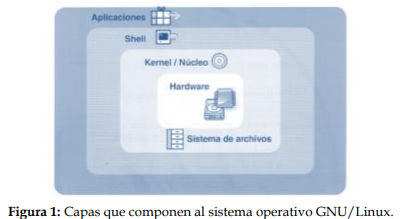 Aplicaciones
Shell
Kernel / Núcleo
Hardware
Sistema de archivos
Figura 1: Capas que componen al sistema operativo GNU/Linux.